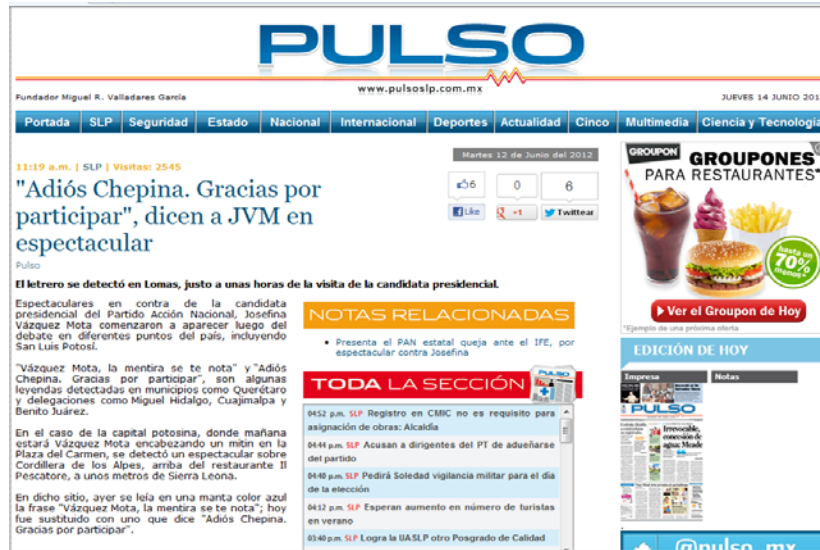 PULSO
www.pulsoslp.com.mx
Fundador Miguel R. Valladares García
JUEVES 14 JUNIO 201
Portada SLP Seguridad Estado Nacional Internacional Deportes Actualidad Cinco Multimedia Ciencia y Tecnología
11:19 a.m. | SLP | Visitas: 2545
Martes 12 de Junio del 2012
"Adiós Chepina. Gracias por
participar", dicen a JVM en
espectacular
6 0 6
Like +1 Twittear
Pulso
El letrero se detectó en Lomas, justo a unas horas de la visita de la candidata presidencial.
Espectaculares en contra de la candidata
presidencial del Partido Acción Nacional, Josefina
Vázquez Mota comenzaron a aparecer luego del
debate en diferentes puntos del país, incluyendo
San Luis Potosí.
"Vázquez Mota, la mentira se te nota" y "Adiós
Chepina. Gracias por participar", son algunas
leyendas detectadas en municipios como Querétaro
y delegaciones como Miguel Hidalgo, Cuajimalpa y
Benito Juárez.
En el caso de la capital potosina, donde mañana
estará Vázquez Mota encabezando un mitin en la
Plaza del Carmen, se detectó un espectacular sobre
Cordillera de los Alpes, arriba del restaurante Il
Pescatore, a unos metros de Sierra Leona.
En dicho sitio, ayer se leía en una manta color azul
la frase "Vázquez Mota, la mentira se te nota"; hoy
fue sustituido con uno que dice "Adiós Chepina.
Gracias por participar".
NOTAS RELACIONADAS
Presenta el PAN estatal queja ante el IFE, por
espectacular contra Josefina
TODA LA SECCIÓN
PULSO
04:52 p.m. SLP Registro en CMIC no es requisito para
asignación de obras: Alcaldía
04:44 p.m. SLP Acusan a dirigentes del PT de adueñarse
del partido
04:40 p.m. SLP Pedirá Soledad vigilancia militar para el día
de la elección
04:12 p.m. SLP Esperan aumento en número de turistas
en verano
03:40 p.m. SLP Logra la UASLP otro Posgrado de Calidad
GROUPON
GROUPONES
PARA RESTAURANTES*
hasta un
70%
menos*
Ver el Groupon de Hoy
*Ejemplo de una próxima oferta
EDICIÓN DE HOY
Impresa Notas
PULSO
Irrevocable,
concesión de
agua: Meade
@pulso_mx